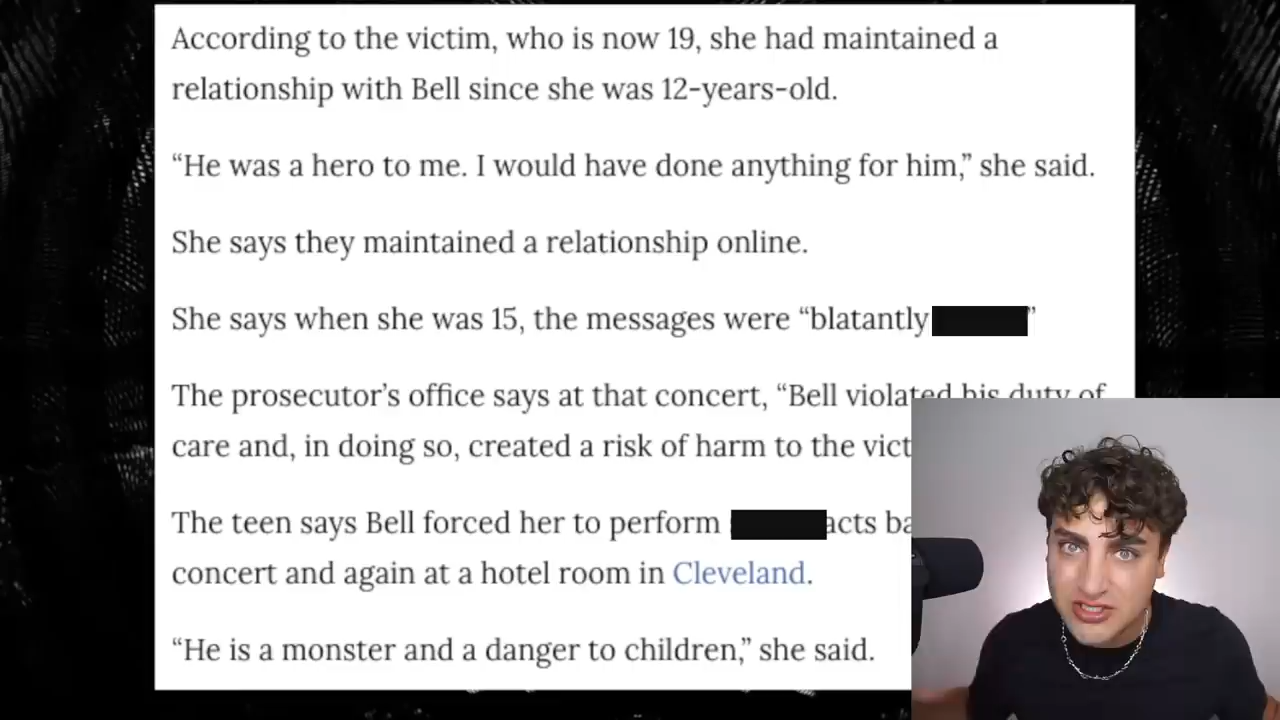 According to the victim, who is now 19, she had maintained a
relationship with Bell since she was 12-years-old.
“He was a hero to me. I would have done anything for him,” she said.
She says they maintained a relationship online.
She says when she was 15, the messages were “blatantly ”
The prosecutor’s office says at that concert, “Bell violated his duty of
care and, in doing so, created a risk of harm to the
The teen says Bell forced her to perform acts
concert and again at a hotel room in Cleveland.
“He is a monster and a danger to children,” she said.